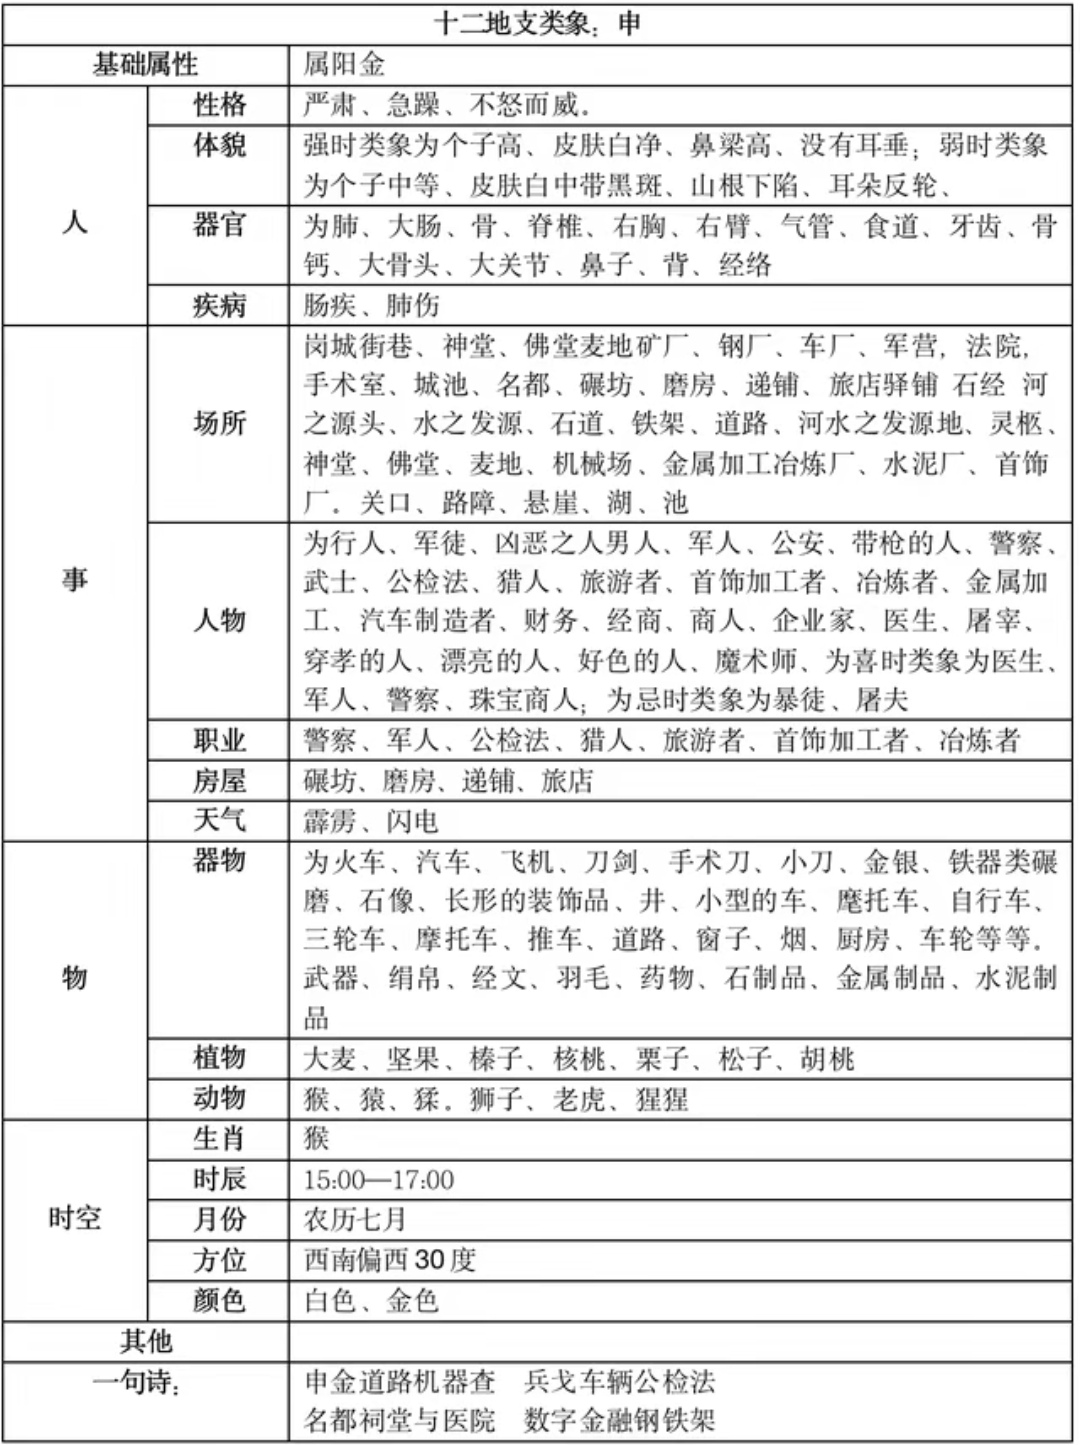 十二地支类象：申
基础属性 属阳金
人
性格 严肃、急躁、不怒而威。
体貌 强时类象为个子高、皮肤白净、鼻梁高、没有耳垂；弱时类象
为个子中等、皮肤白中带黑斑、山根下陷、耳朵反轮、
器官 为肺、大肠、骨、脊椎、右胸、右臂、气管、食道、牙齿、骨
钙、大骨头、大关节、鼻子、背、经络
疾病 肠疾、肺伤
事
场所 岗城街巷、神堂、佛堂麦地矿厂、钢厂、车厂、军营，法院，
手术室、城池、名都、碾坊、磨房、递铺、旅店驿铺 石经 河
之源头、水之发源、石道、铁架、道路、河水之发源地、灵柩、
神堂、佛堂、麦地、机械场、金属加工冶炼厂、水泥厂、首饰
厂。关口、路障、悬崖、湖、池
人物 为行人、军徒、凶恶之人男人、军人、公安、带枪的人、警察、
武士、公检法、猎人、旅游者、首饰加工者、冶炼者、金属加
工、汽车制造者、财务、经商、商人、企业家、医生、屠宰、
穿孝的人、漂亮的人、好色的人、魔术师、为喜时类象为医生、
军人、警察、珠宝商人；为忌时类象为暴徒、屠夫
职业 警察、军人、公检法、猎人、旅游者、首饰加工者、冶炼者
房屋 碾坊、磨房、递铺、旅店
天气 霹雳、闪电
物
器物 为火车、汽车、飞机、刀剑、手术刀、小刀、金银、铁器类碾
磨、石像、长形的装饰品、井、小型的车、麾托车、自行车、
三轮车、摩托车、推车、道路、窗子、烟、厨房、车轮等等。
武器、绢帛、经文、羽毛、药物、石制品、金属制品、水泥制
品
植物 大麦、坚果、榛子、核桃、栗子、松子、胡桃
动物 猴、猿、猱。狮子、老虎、猩猩
时空
生肖 猴
时辰 15:00—17:00
月份 农历七月
方位 西南偏西30度
颜色 白色、金色
其他
一句诗： 申金道路机器查 兵戈车辆公检法
名都祠堂与医院 数字金融钢铁架